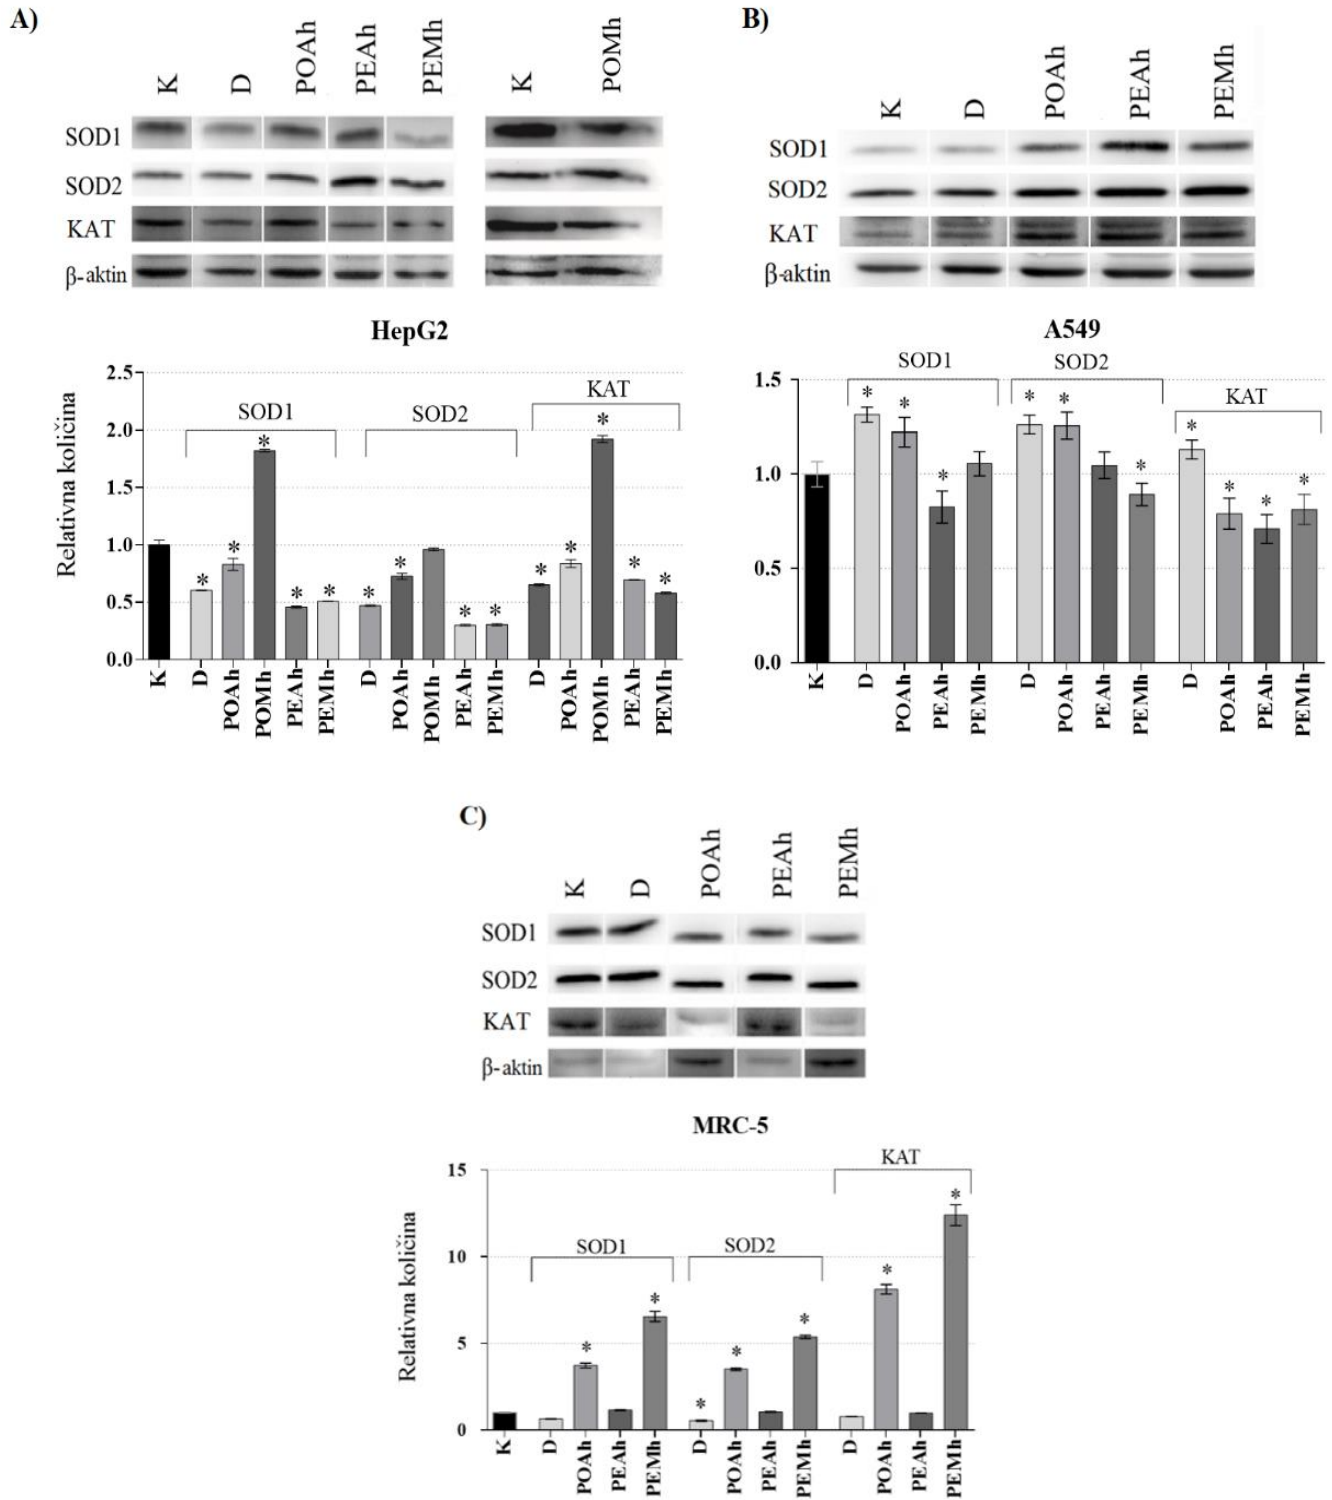 A)
K D POAh PEAh PEMh K POMh
SOD1
SOD2
KAT
β-aktin
HepG2
Relativna količina
2.5
2.0
1.5
1.0
0.5
0.0
SOD1 SOD2 KAT
* * * * * * * * * * * * * *
K D POAh POMh PEAh PEMh D POAh POMh PEAh PEMh D POAh POMh PEAh PEMh
B)
K D POAh PEAh PEMh
SOD1
SOD2
KAT
β-aktin
A549
1.5
1.0
0.5
0.0
SOD1 SOD2 KAT
* * * * * * * * * *
K D POAh PEAh PEMh D POAh PEAh PEMh D POAh PEAh PEMh
C)
K D POAh PEAh PEMh
SOD1
SOD2
KAT
β-aktin
MRC-5
Relativna količina
15
10
5
0
SOD1 SOD2 KAT
* * * * * * *
K D POAh PEAh PEMh D POAh PEAh PEMh D POAh PEAh PEMh